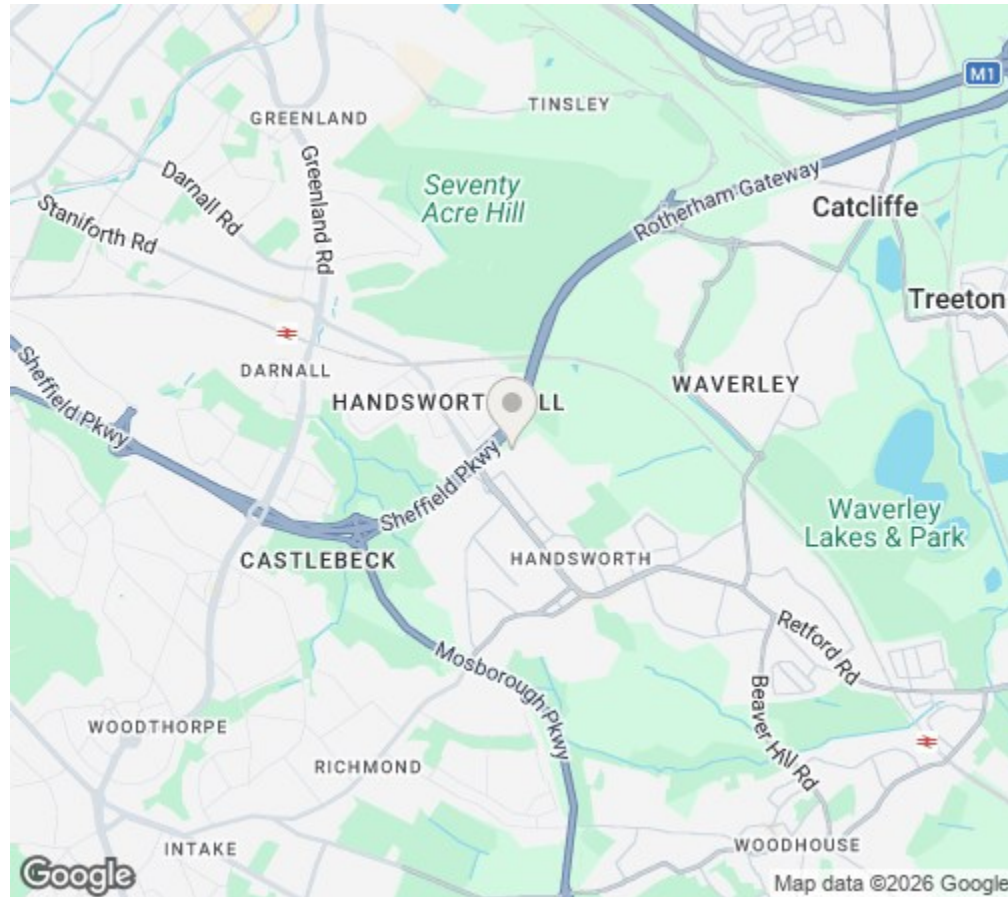 M1
TINSLEY
GREENLAND
Darnall Rd
Greenland Rd
Seventy
Acre Hill
Rotherham Gateway
Catcliffe
Staniforth Rd
Treeton
Sheffield Pkwy
DARNALL
WAVERLEY
Sheffield Pkwy
Waverley
Lakes & Park
CASTLEBECK
HANDSWORTH
Retford Rd
Mosborough Pkwy
Beaver Hill Rd
WOODTHORPE
RICHMOND
INTAKE
WOODHOUSE
Google
Map data ©2026 Google